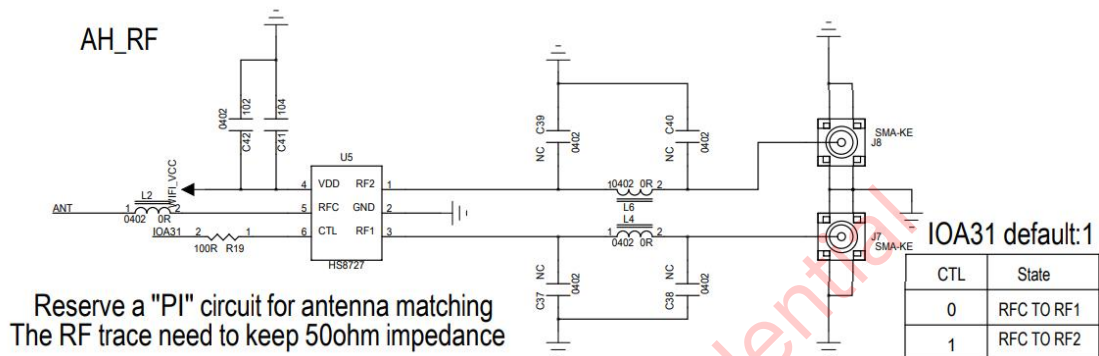 AH_RF
0402
102
C42
104
C41
U5
WIFI_VCC
4 VDD RF2 1
5 RFC GND 2
6 CTL RF1 3
HS8727
L2
ANT 1 2
0402 0R
IOA31 2 1
100R R19
NC C39
0402
NC C40
0402
10402 0R 2
L6
L4
1 2
0402 0R
C37 NC
0402
C38 NC
0402
SMA-KE
J8
J7
SMA-KE
IOA31 default:1
CTL State
0 RFC TO RF1
1 RFC TO RF2
Reserve a "PI" circuit for antenna matching
The RF trace need to keep 50ohm impedance
dential